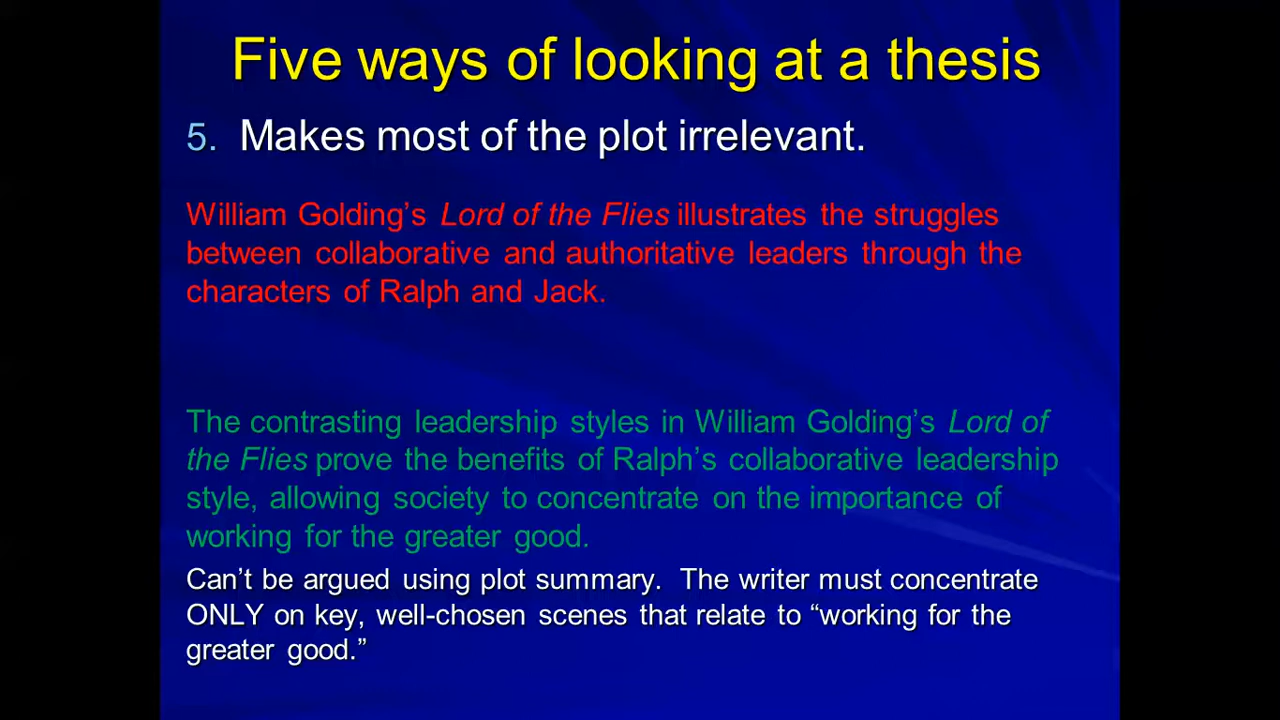 Five ways of looking at a thesis
5. Makes most of the plot irrelevant.
William Golding’s Lord of the Flies illustrates the struggles
between collaborative and authoritative leaders through the
characters of Ralph and Jack.
The contrasting leadership styles in William Golding’s Lord of
the Flies prove the benefits of Ralph’s collaborative leadership
style, allowing society to concentrate on the importance of
working for the greater good.
Can’t be argued using plot summary. The writer must concentrate
ONLY on key, well-chosen scenes that relate to “working for the
greater good.”